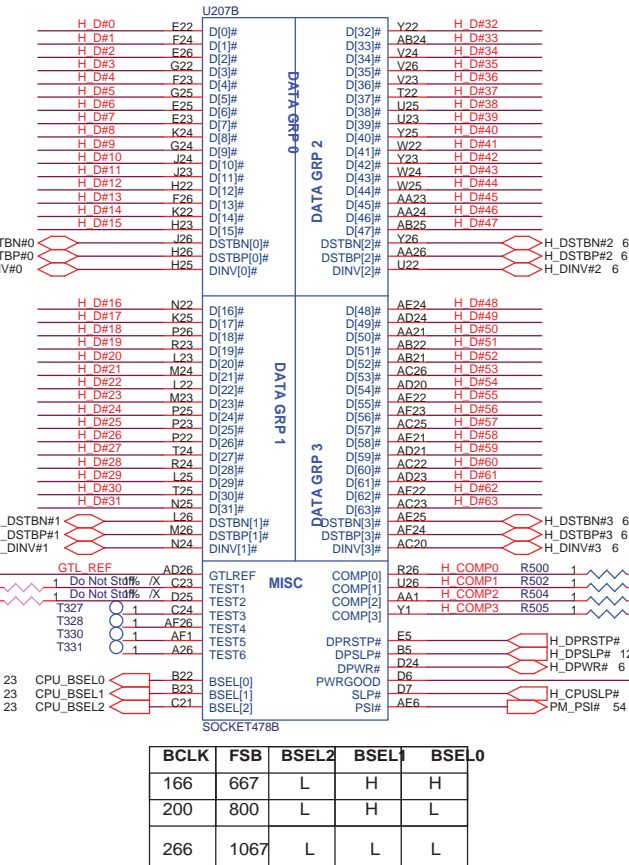 U207B
H_D#0 E22 D[0]# D[32]# Y22 H_D#32
H_D#1 F24 D[1]# D[33]# AB24 H_D#33
H_D#2 E26 D[2]# D[34]# V24 H_D#34
H_D#3 G22 D[3]# D[35]# V26 H_D#35
H_D#4 F23 D[4]# D[36]# V23 H_D#36
H_D#5 G25 D[5]# D[37]# T22 H_D#37
H_D#6 E25 D[6]# D[38]# U25 H_D#38
H_D#7 E23 D[7]# D[39]# U23 H_D#39
H_D#8 K24 D[8]# D[40]# Y25 H_D#40
H_D#9 G24 D[9]# D[41]# W22 H_D#41
H_D#10 J24 D[10]# D[42]# Y23 H_D#42
H_D#11 J23 D[11]# D[43]# W24 H_D#43
H_D#12 H22 D[12]# D[44]# W25 H_D#44
H_D#13 F26 D[13]# D[45]# AA23 H_D#45
H_D#14 K22 D[14]# D[46]# AA24 H_D#46
H_D#15 H23 D[15]# D[47]# AB25 H_D#47
TBN#0 J26 DSTBN[0]# DSTBN[2]# Y26 H_DSTBN#2 6
TBP#0 H26 DSTBP[0]# DSTBP[2]# AA26 H_DSTBP#2 6
NV#0 H25 DINV[0]# DINV[2]# U22 H_DINV#2 6
DATA GRP 0
DATA GRP 2
H_D#16 N22 D[16]# D[48]# AE24 H_D#48
H_D#17 K25 D[17]# D[49]# AD24 H_D#49
H_D#18 P26 D[18]# D[50]# AA21 H_D#50
H_D#19 R23 D[19]# D[51]# AB22 H_D#51
H_D#20 L23 D[20]# D[52]# AB21 H_D#52
H_D#21 M24 D[21]# D[53]# AC26 H_D#53
H_D#22 L22 D[22]# D[54]# AD20 H_D#54
H_D#23 M23 D[23]# D[55]# AE22 H_D#55
H_D#24 P25 D[24]# D[56]# AF23 H_D#56
H_D#25 P23 D[25]# D[57]# AC25 H_D#57
H_D#26 P22 D[26]# D[58]# AE21 H_D#58
H_D#27 T24 D[27]# D[59]# AD21 H_D#59
H_D#28 R24 D[28]# D[60]# AC22 H_D#60
H_D#29 L25 D[29]# D[61]# AD23 H_D#61
H_D#30 T25 D[30]# D[62]# AF22 H_D#62
H_D#31 N25 D[31]# D[63]# AC23 H_D#63
_DSTBN#1 L26 DSTBN[1]# DSTBN[3]# AE25 H_DSTBN#3 6
_DSTBP#1 M26 DSTBP[1]# DSTBP[3]# AF24 H_DSTBP#3 6
_DINV#1 N24 DINV[1]# DINV[3]# AC20 H_DINV#3 6
DATA GRP 1
DATA GRP 3
GTL_REF AD26 GTLREF MISC COMP[0] R26 H_COMP0 R500 1
1 Do Not Stuff /X C23 TEST1 COMP[1] U26 H_COMP1 R502 1
1 Do Not Stuff /X D25 TEST2 COMP[2] AA1 H_COMP2 R504 1
T327 1 C24 TEST3 COMP[3] Y1 H_COMP3 R505 1
T328 1 AF26 TEST4
T330 1 AF1 TEST5 DPRSTP# E5 H_DPRSTP#
T331 1 A26 TEST6 DPSLP# B5 H_DPSLP# 12
DPWR# D24 H_DPWR# 6
23 CPU_BSEL0 B22 BSEL[0] PWRGOOD D6
23 CPU_BSEL1 B23 BSEL[1] SLP# D7 H_CPUSLP#
23 CPU_BSEL2 C21 BSEL[2] PSI# AE6 PM_PSI# 54
SOCKET478B
BCLK FSB BSEL2 BSEL1 BSEL0
166 667 L H H
200 800 L H L
266 1067 L L L